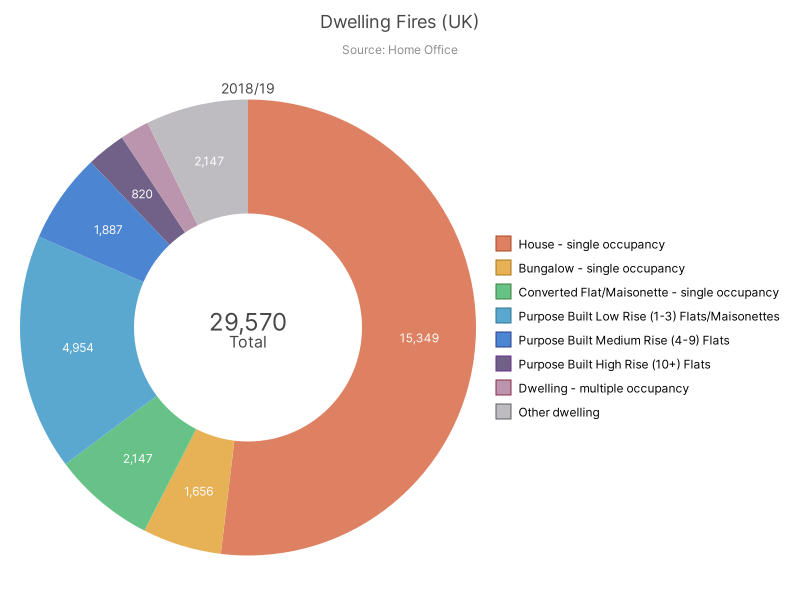 Dwelling Fires (UK)
Source: Home Office
2018/19
2,147
820
1,887
4,954
2,147
1,656
15,349
29,570
Total
House - single occupancy
Bungalow - single occupancy
Converted Flat/Maisonette - single occupancy
Purpose Built Low Rise (1-3) Flats/Maisonettes
Purpose Built Medium Rise (4-9) Flats
Purpose Built High Rise (10+) Flats
Dwelling - multiple occupancy
Other dwelling